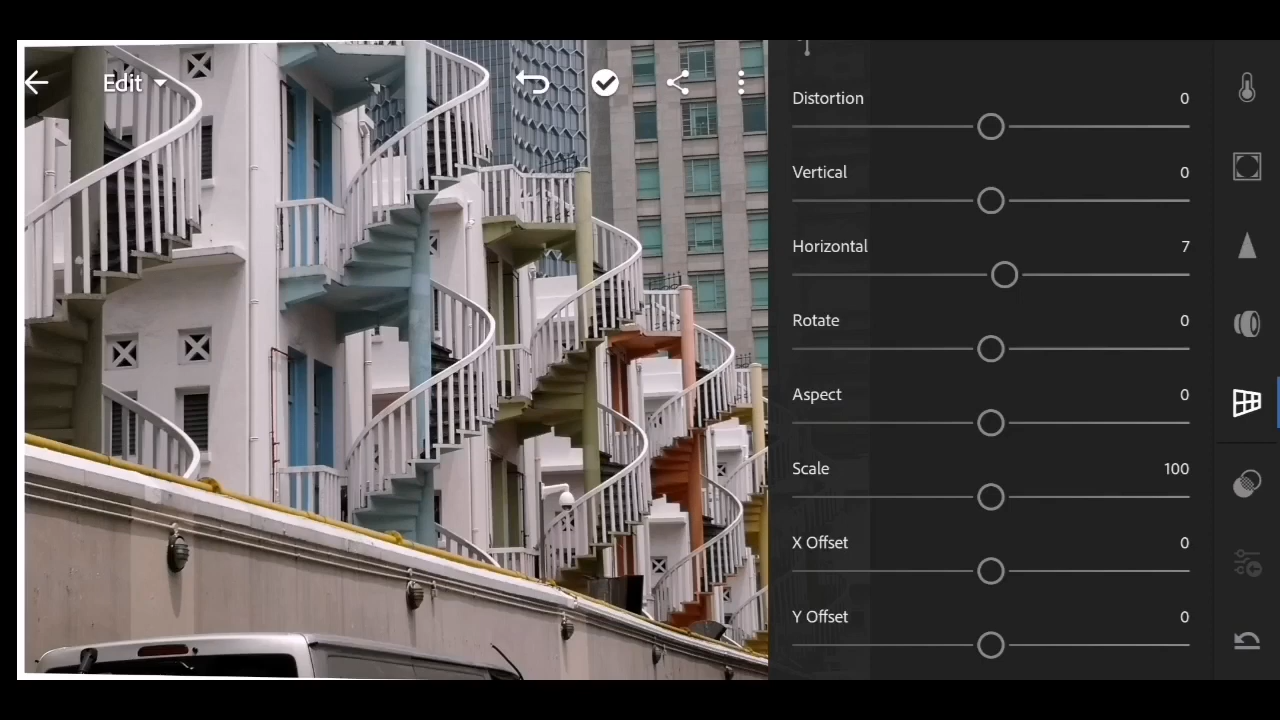 Edit
Distortion 0
Vertical 0
Horizontal 7
Rotate 0
Aspect 0
Scale 100
X Offset 0
Y Offset 0